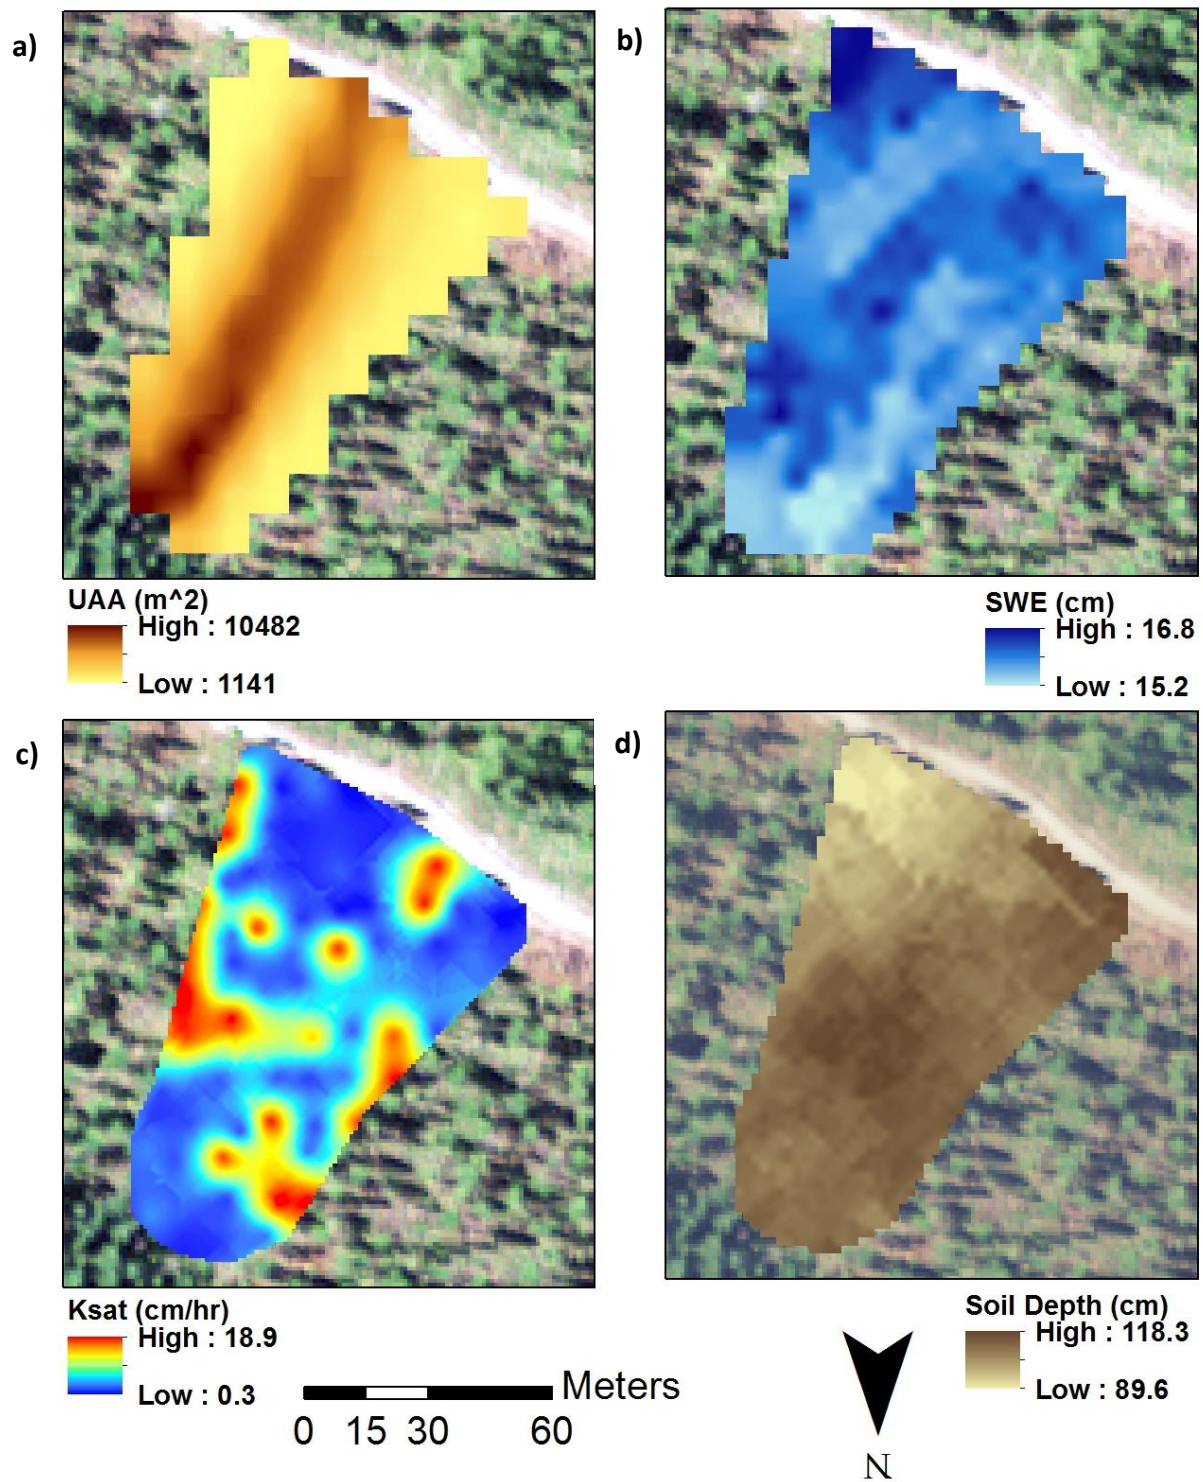 a)
b)
UAA (m^2)
High : 10482
Low : 1141
SWE (cm)
High : 16.8
Low : 15.2
c)
d)
Ksat (cm/hr)
High : 18.9
Low : 0.3
Meters
0 15 30 60
Soil Depth (cm)
High : 118.3
Low : 89.6
N